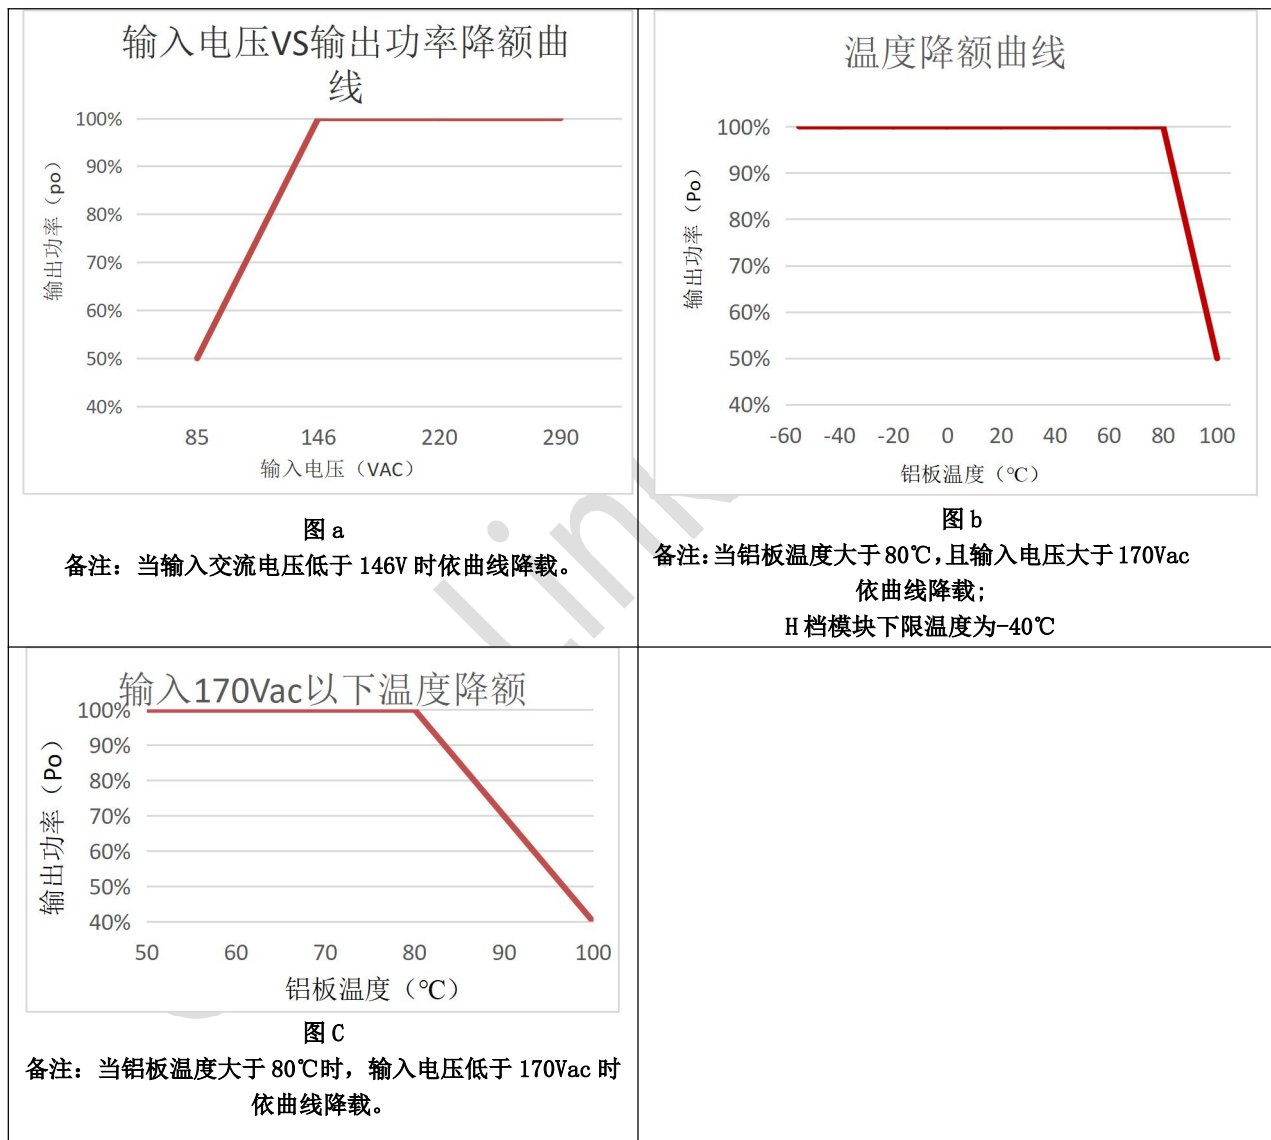 输入电压VS输出功率降额曲
线
100%
90%
80%
70%
60%
50%
40%
输出功率（po）
85 146 220 290
输入电压（VAC）
图 a
备注：当输入交流电压低于 146V 时依曲线降载。
温度降额曲线
100%
90%
80%
70%
60%
50%
40%
输出功率（Po）
-60 -40 -20 0 20 40 60 80 100
铝板温度（℃）
图 b
备注:当铝板温度大于80℃,且输入电压大于170Vac
依曲线降载;
H 档模块下限温度为-40℃
输入170Vac以下温度降额
100%
90%
80%
70%
60%
50%
40%
输出功率（Po）
50 60 70 80 90 100
铝板温度（℃）
图 C
备注：当铝板温度大于 80℃时，输入电压低于 170Vac 时
依曲线降载。